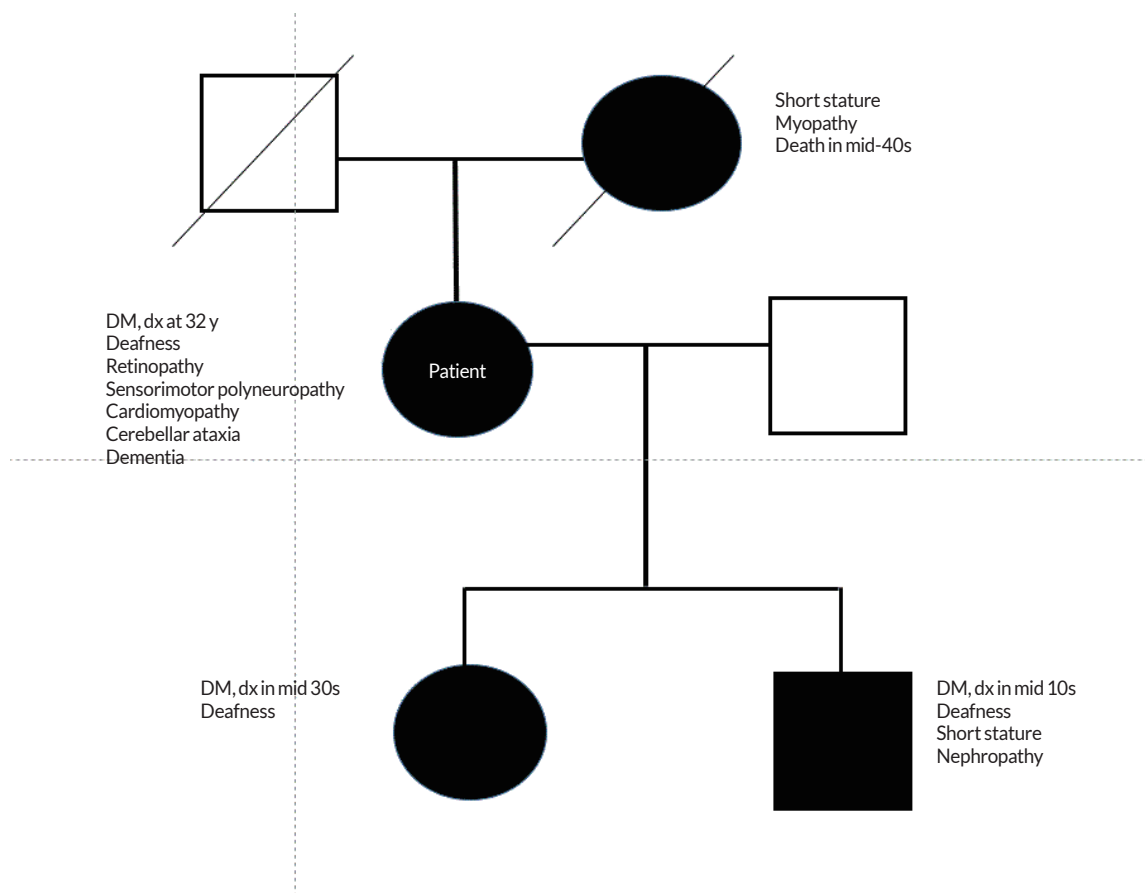 Short stature
Myopathy
Death in mid-40s
DM, dx at 32 y
Deafness
Retinopathy
Sensorimotor polyneuropathy
Cardiomyopathy
Cerebellar ataxia
Dementia
Patient
DM, dx in mid 30s
Deafness
DM, dx in mid 10s
Deafness
Short stature
Nephropathy